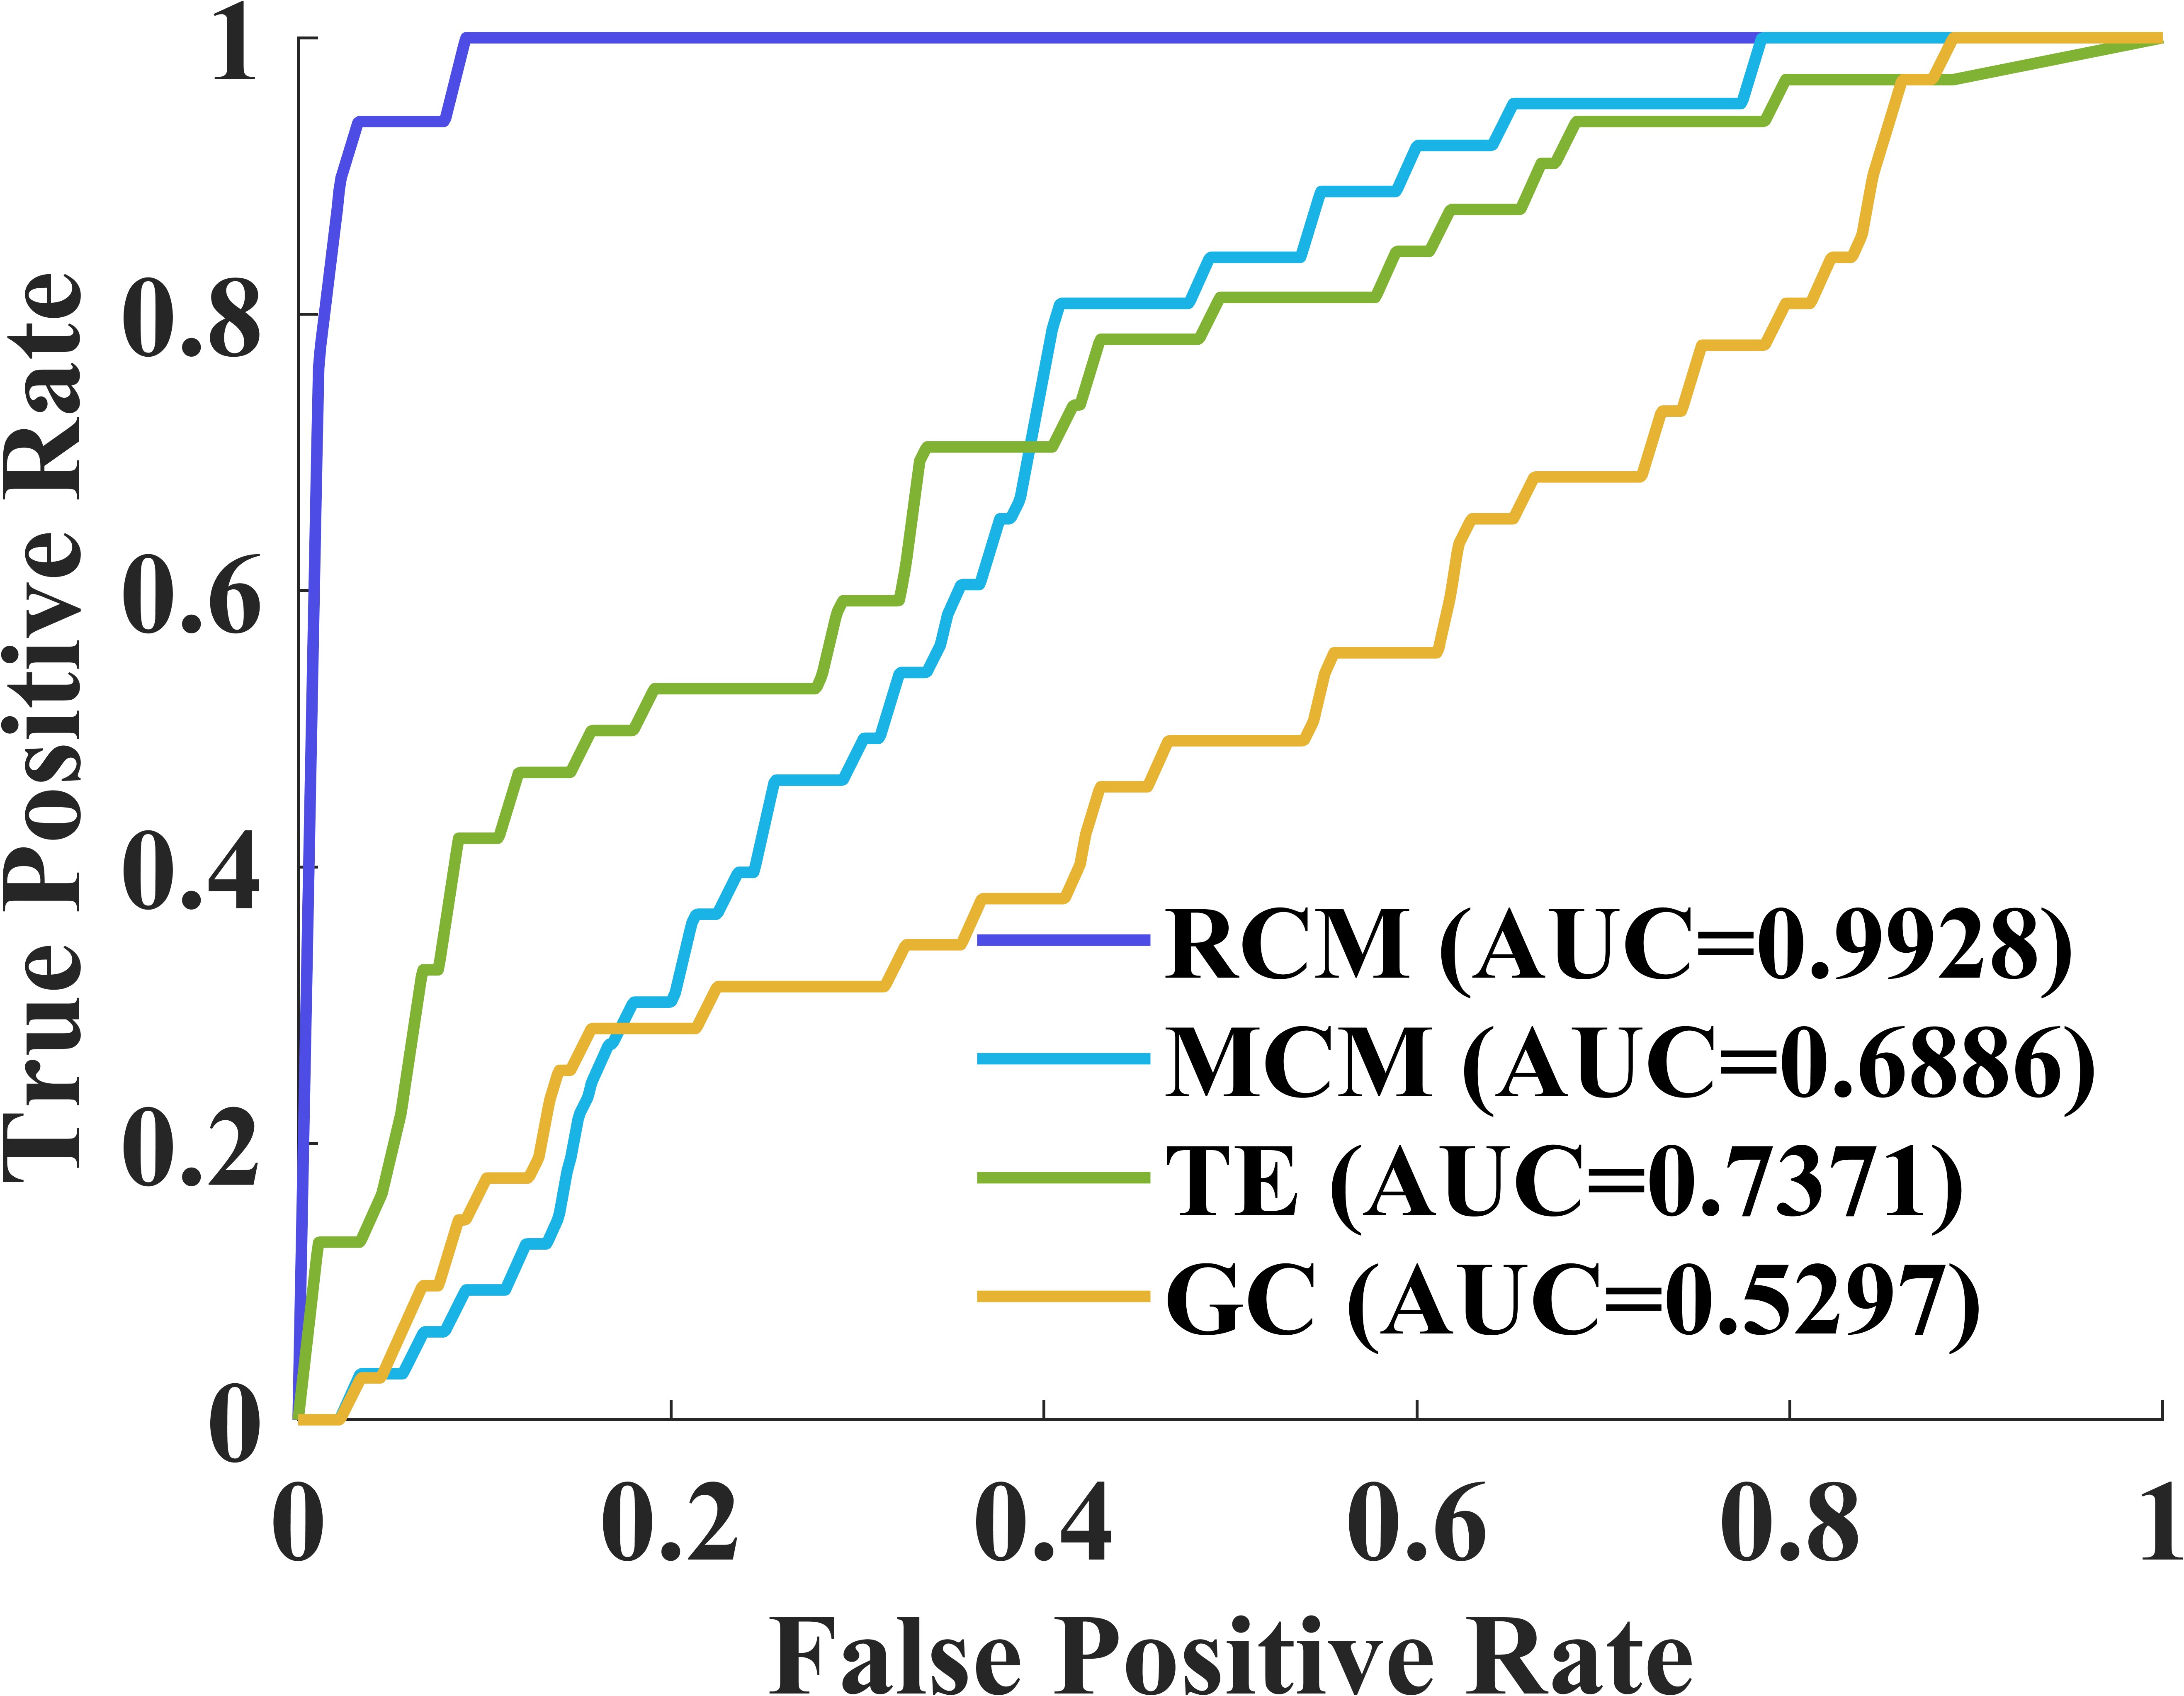 True Positive Rate
1
0.8
0.6
0.4
0.2
0
RCM (AUC=0.9928)
MCM (AUC=0.6886)
TE (AUC=0.7371)
GC (AUC=0.5297)
0 0.2 0.4 0.6 0.8 1
False Positive Rate